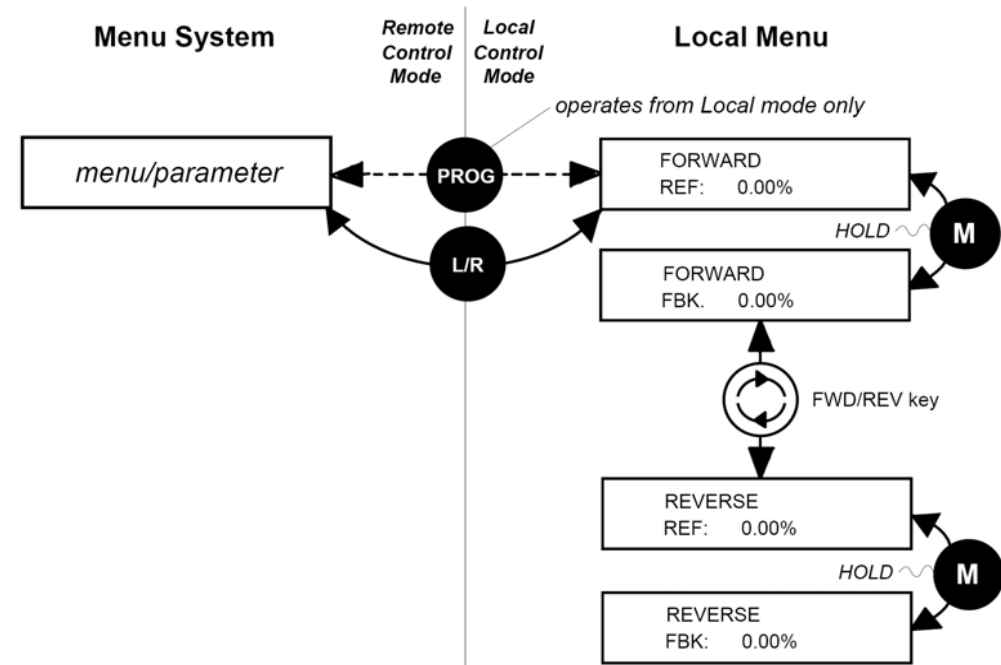 Menu System
Remote
Control
Mode
Local
Control
Mode
Local Menu
operates from Local mode only
menu/parameter
PROG
FORWARD
REF: 0.00%
HOLD
M
L/R
FORWARD
FBK. 0.00%
FWD/REV key
REVERSE
REF: 0.00%
HOLD
M
REVERSE
FBK: 0.00%